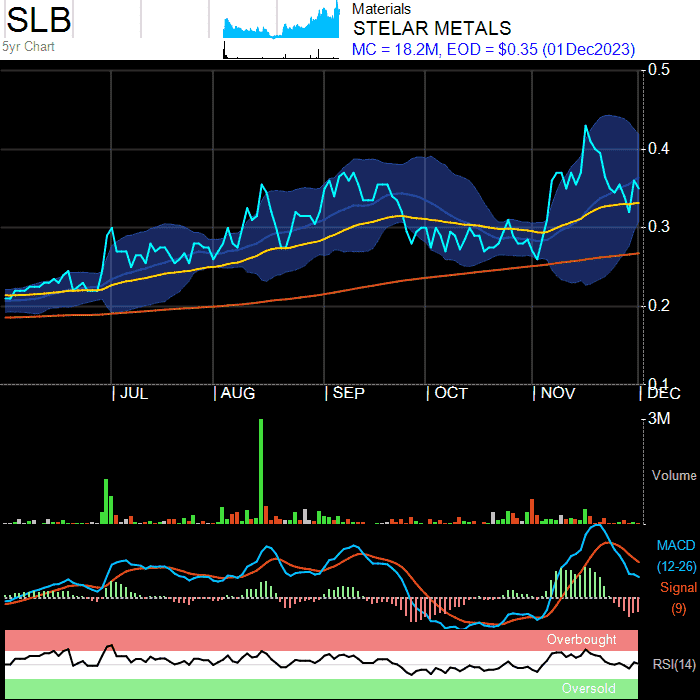 SLB
5yr Chart
Materials
STELAR METALS
MC = 18.2M, EOD = $0.35 (01Dec2023)
0.5
0.4
0.3
0.2
0.1
JUL AUG SEP OCT NOV DEC
3M
Volume
MACD
(12-26)
Signal
(9)
Overbought
RSI(14)
Oversold